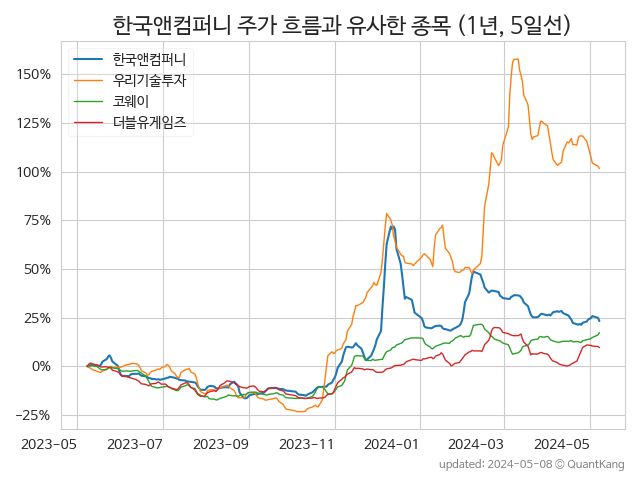 한국앤컴퍼니 주가 흐름과 유사한 종목 (1년, 5일선)
한국앤컴퍼니
우리기술투자
코웨이
더블유게임즈
150%
125%
100%
75%
50%
25%
0%
−25%
2023-05 2023-07 2023-09 2023-11 2024-01 2024-03 2024-05
updated: 2024-05-08 © QuantKang